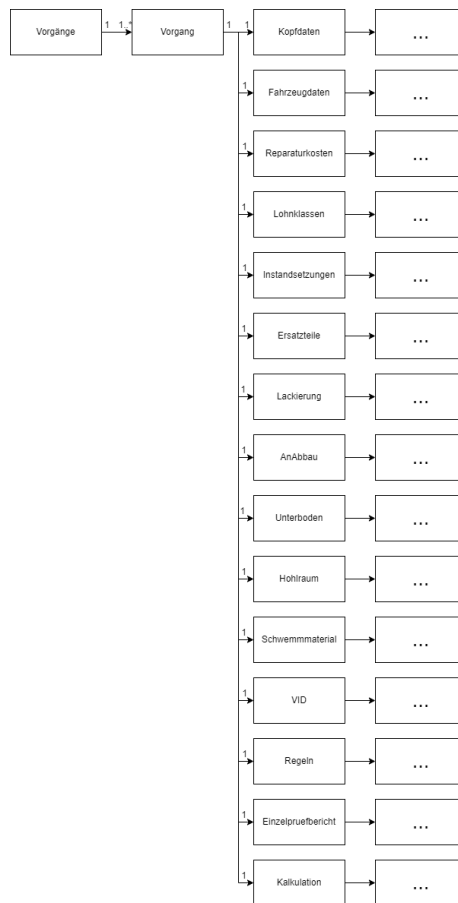 Vorgänge 1 1..* Vorgang 1 1 Kopfdaten ...
1 Fahrzeugdaten ...
1 Reparaturkosten ...
1 Lohnklassen ...
1 Instandsetzungen ...
1 Ersatzteile ...
1 Lackierung ...
1 AnAbbau ...
1 Unterboden ...
1 Hohlraum ...
1 Schwemmmaterial ...
1 VID ...
1 Regeln ...
1 Einzelpruefbericht ...
1 Kalkulation ...